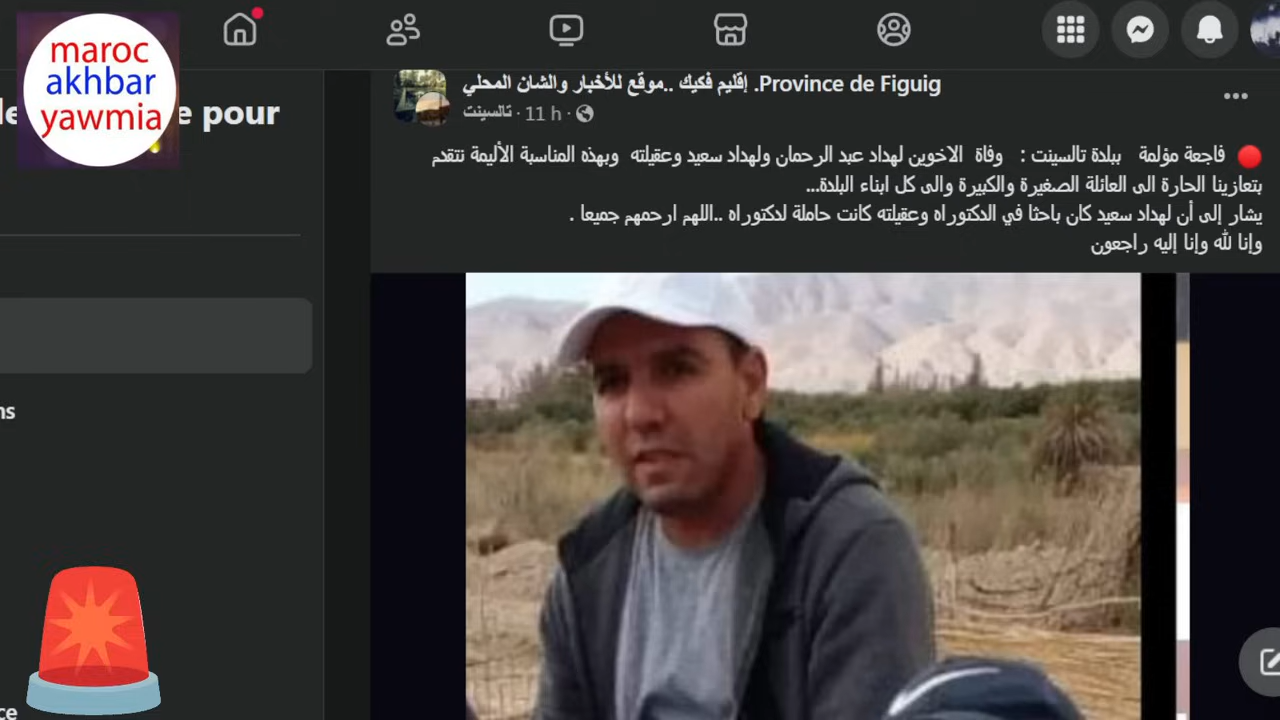 maroc
akhbar
yawmia
e pour
Province de Figuig. إقليم فكيك ..موقع للأخبار والشان المحلي
تالسينت · 11 h ·
فاجعة مؤلمة ببلدة تالسينت : وفاة الاخوين لهداد عبد الرحمان ولهداد سعيد وعقيلته وبهذه المناسبة الأليمة نتقدم
بتعازينا الحارة الى العائلة الصغيرة والكبيرة والى كل ابناء البلدة...
يشار إلى أن لهداد سعيد كان باحثا في الدكتوراه وعقيلته كانت حاملة لدكتوراه ..اللهم ارحمهم جميعا .
وإنا لله وإنا إليه راجعون
ns
ce